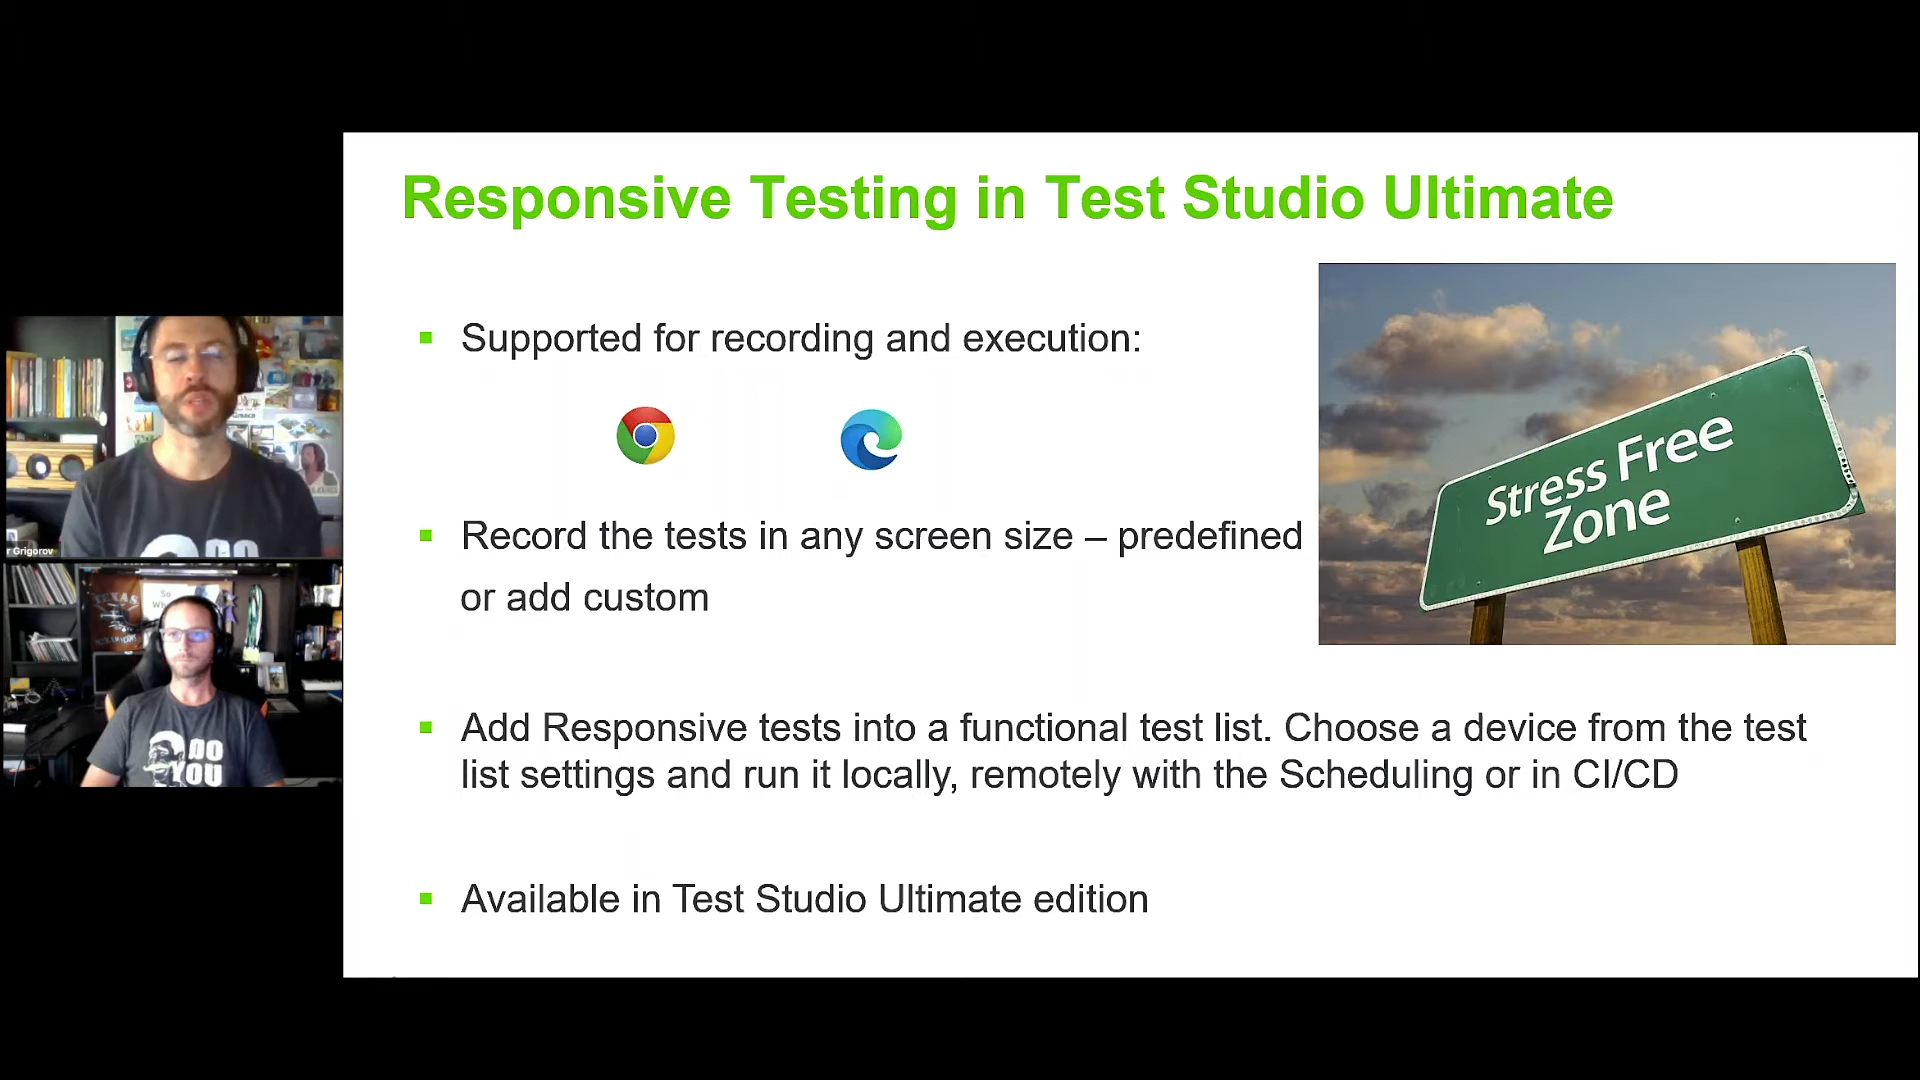 Responsive Testing in Test Studio Ultimate
Supported for recording and execution:
Record the tests in any screen size – predefined
or add custom
Add Responsive tests into a functional test list. Choose a device from the test
list settings and run it locally, remotely with the Scheduling or in CI/CD
Available in Test Studio Ultimate edition
Stress Free
Zone
r Grigorov
DO
YOU